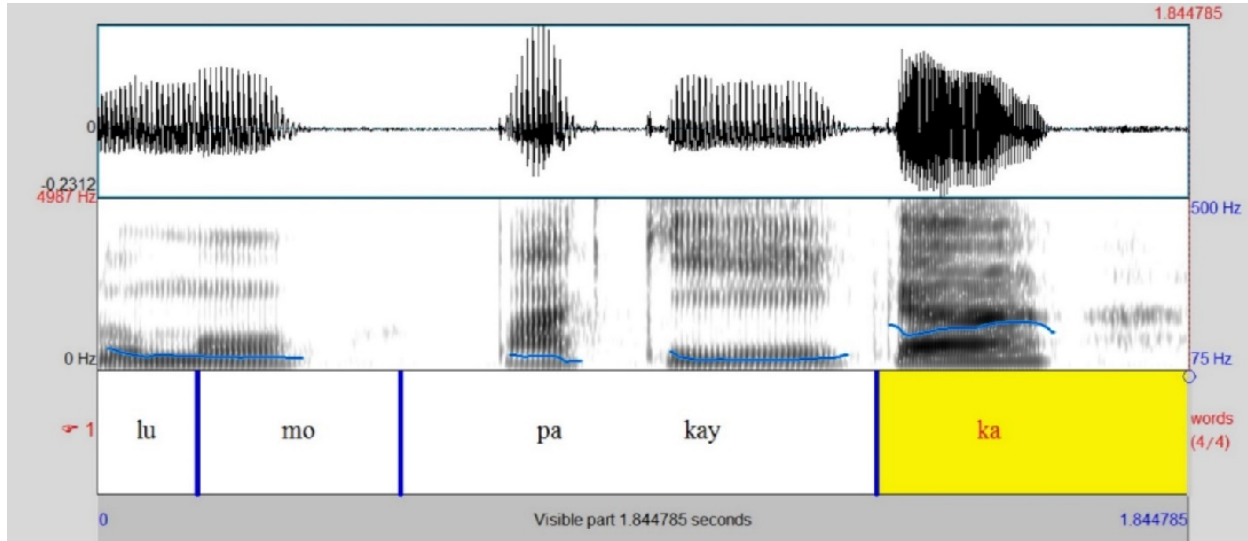 1.844785
0
-0.2312
4987 Hz
500 Hz
0 Hz
75 Hz
☞ 1
lu
mo
pa
kay
ka
words
(4/4)
0
Visible part 1.844785 seconds
1.844785